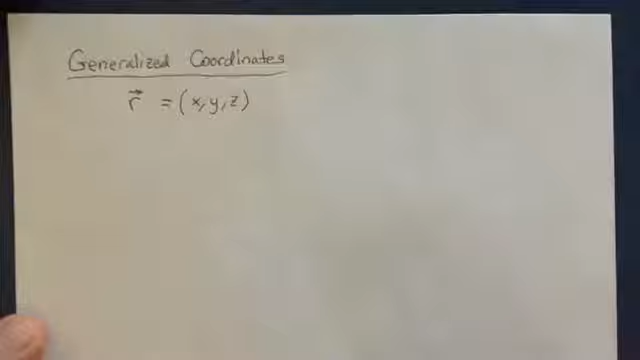 Generalized Coordinates
r⃗ = (x, y, z)